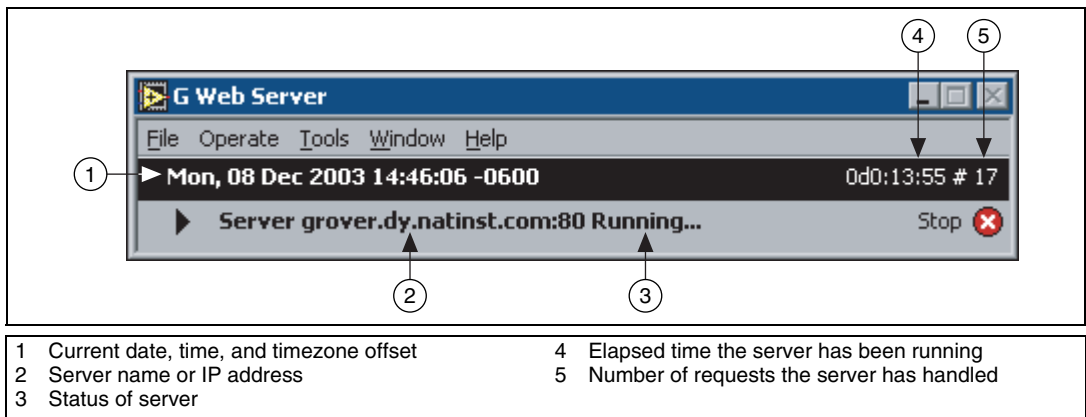 4 5
G Web Server
File Operate Tools Window Help
1 Mon, 08 Dec 2003 14:46:06 -0600 0d0:13:55 # 17
Server grover.dy.natinst.com:80 Running... Stop
2 3
1 Current date, time, and timezone offset
2 Server name or IP address
3 Status of server
4 Elapsed time the server has been running
5 Number of requests the server has handled